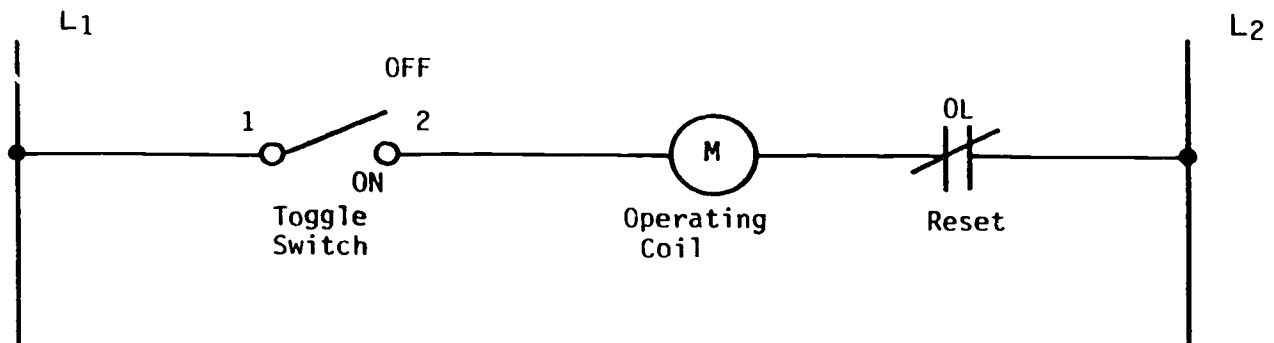 L1
L2
OFF
OL
1
2
M
ON
Toggle
Switch
Operating
Coil
Reset